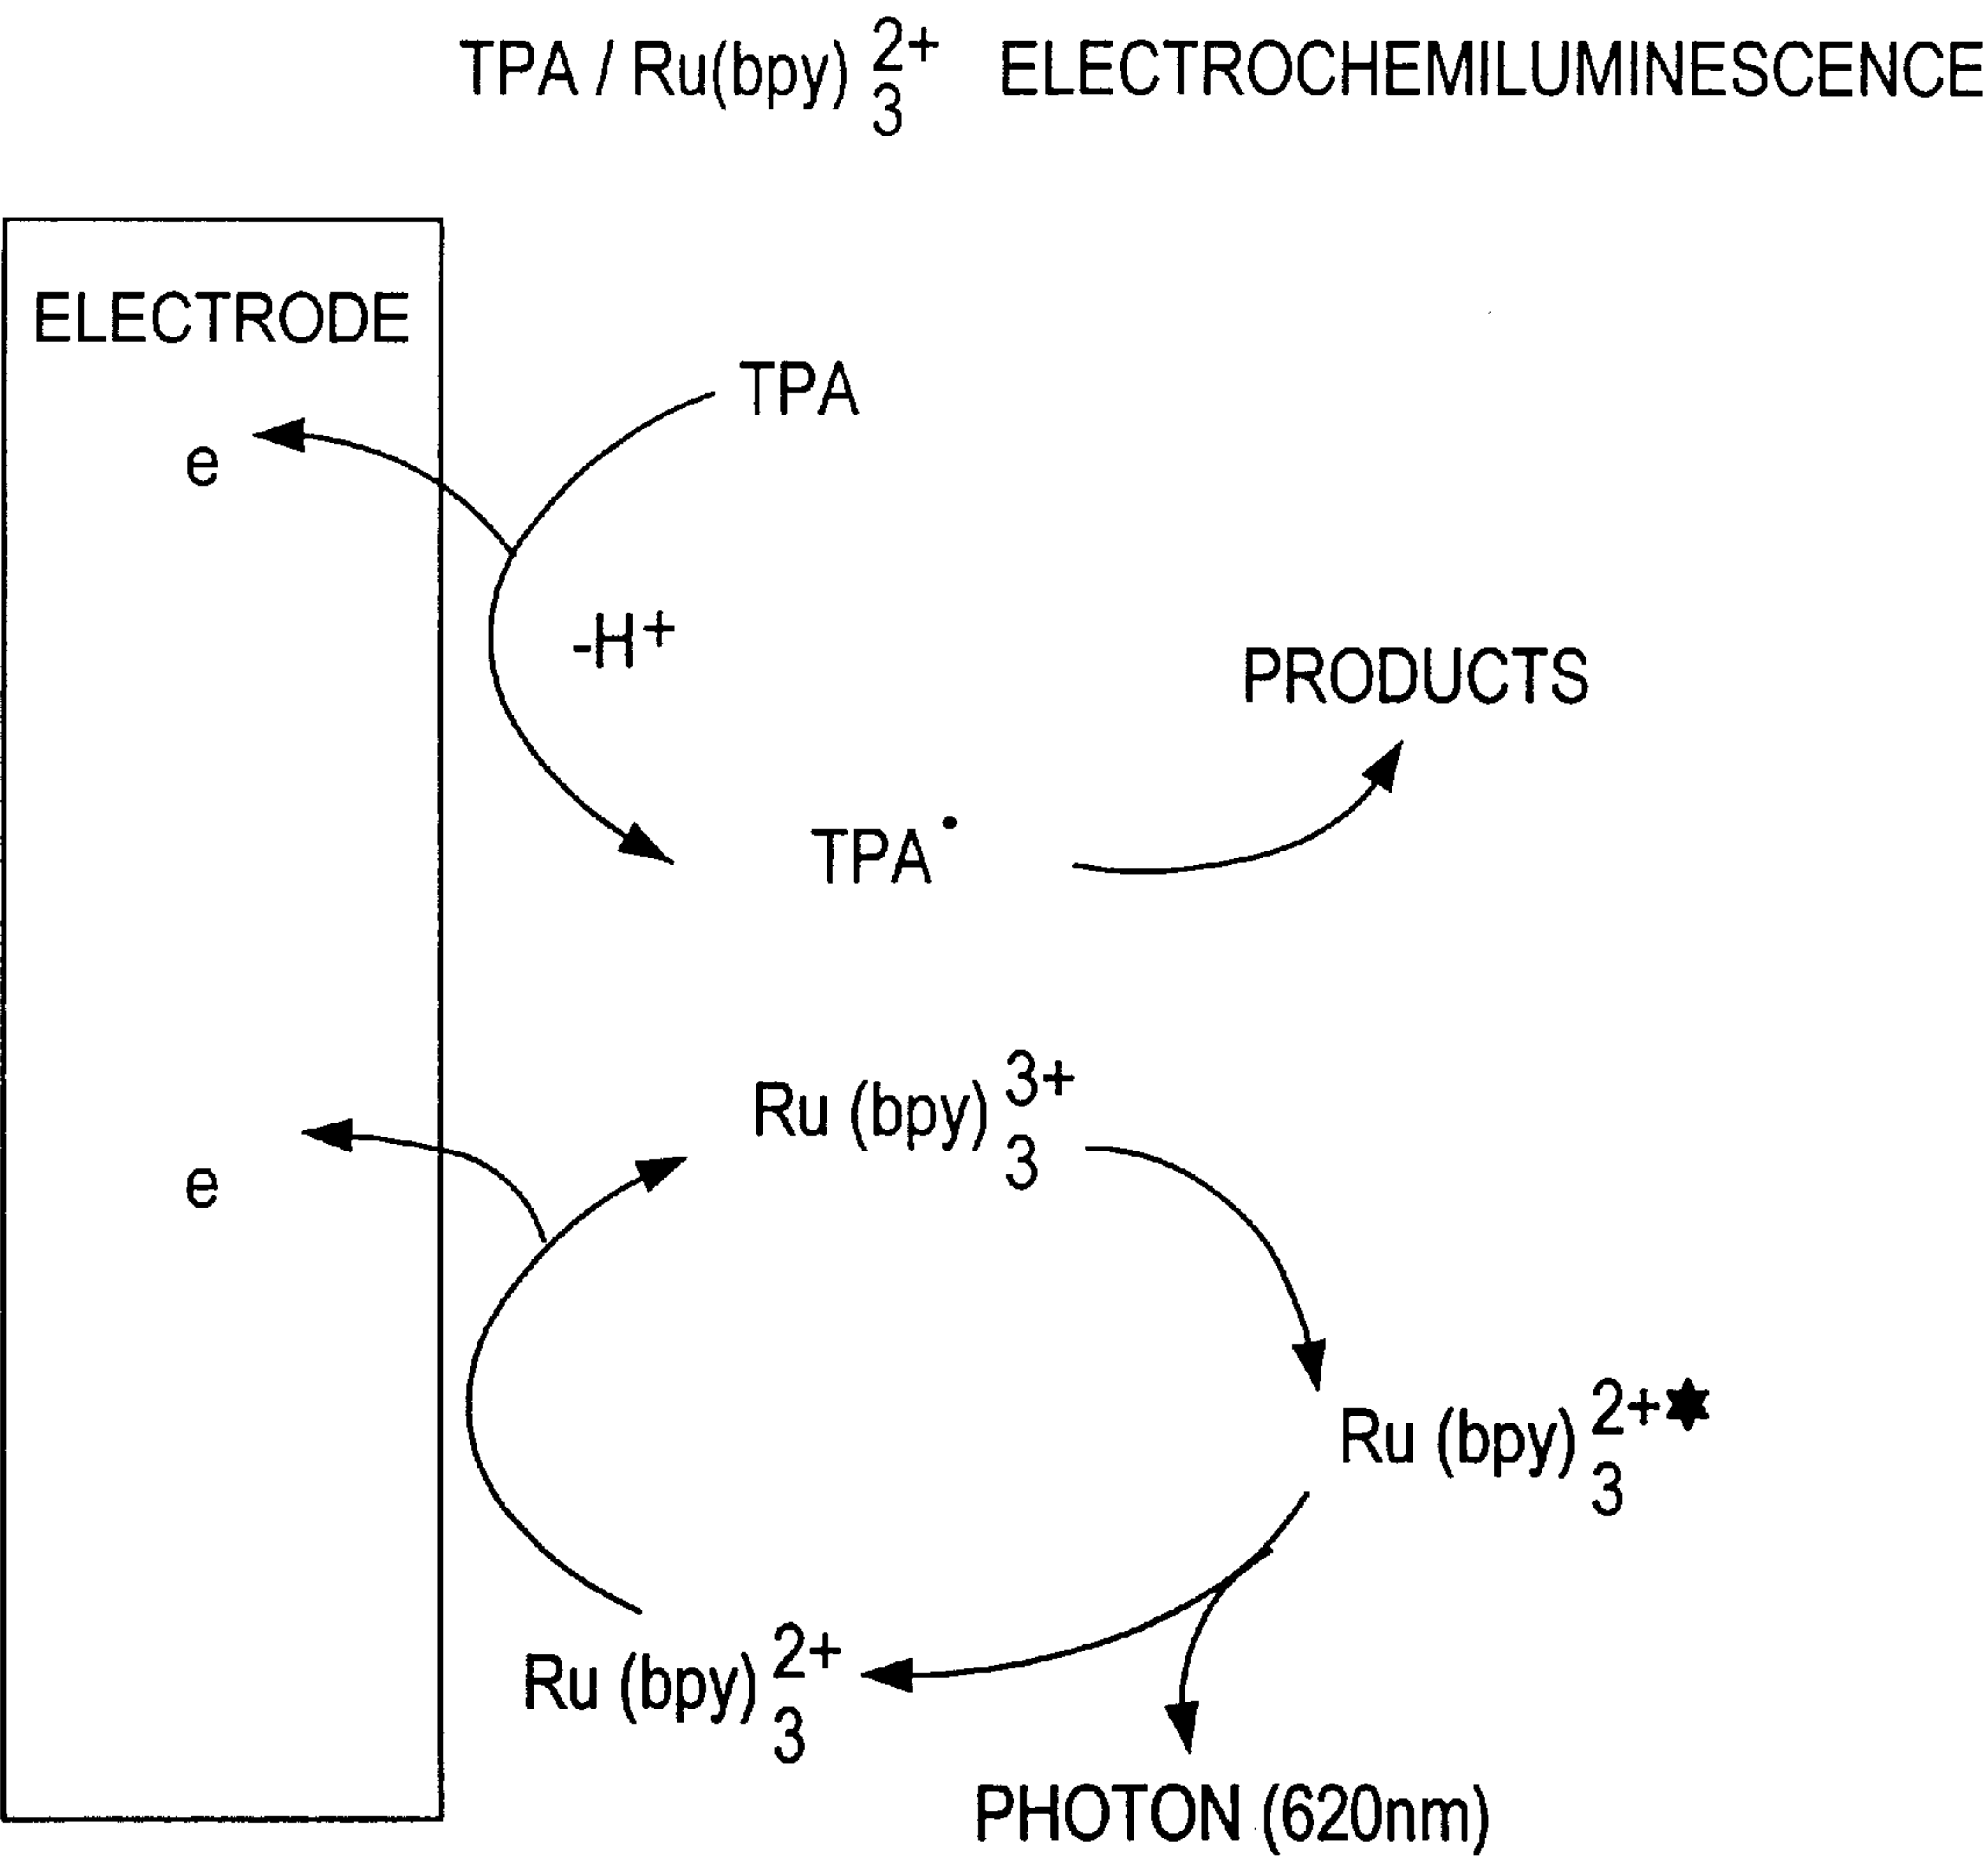 TPA / Ru(bpy) 2+ 3 ELECTROCHEMILUMINESCENCE
ELECTRODE
TPA
e
-H+
PRODUCTS
TPA•
Ru (bpy) 3+ 3
e
Ru (bpy) 2+★ 3
Ru (bpy) 2+ 3
PHOTON (620nm)